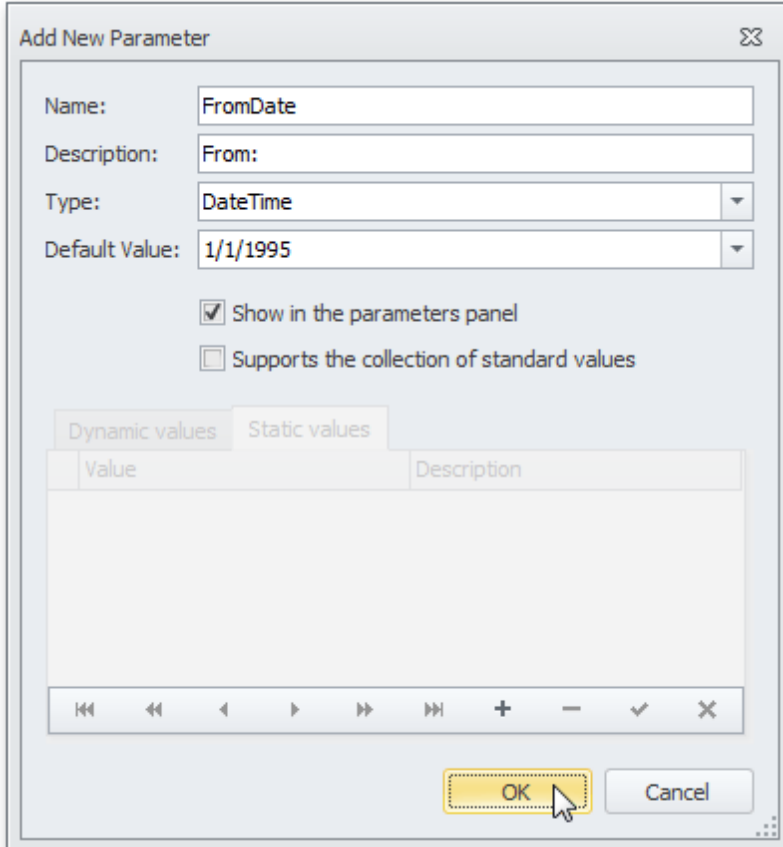 Add New Parameter
Name: FromDate
Description: From:
Type: DateTime
Default Value: 1/1/1995
Show in the parameters panel
Supports the collection of standard values
Dynamic values Static values
Value Description
OK Cancel